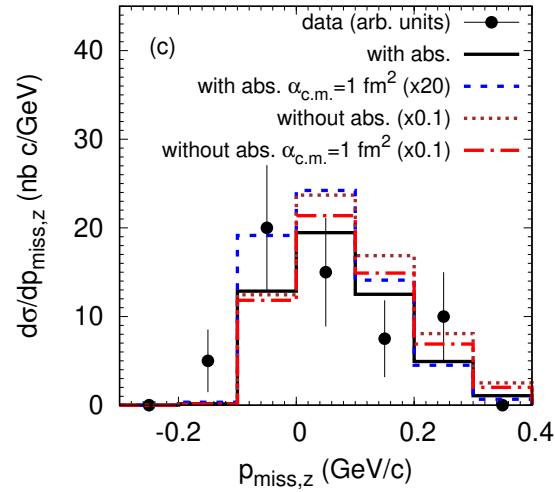 (c)
data (arb. units)
with abs.
with abs. α_c.m.=1 fm² (x20)
without abs. (x0.1)
without abs. α_c.m.=1 fm² (x0.1)
dσ/dp_miss,z (nb c/GeV)
40
30
20
10
0
-0.2 0 0.2 0.4
p_miss,z (GeV/c)